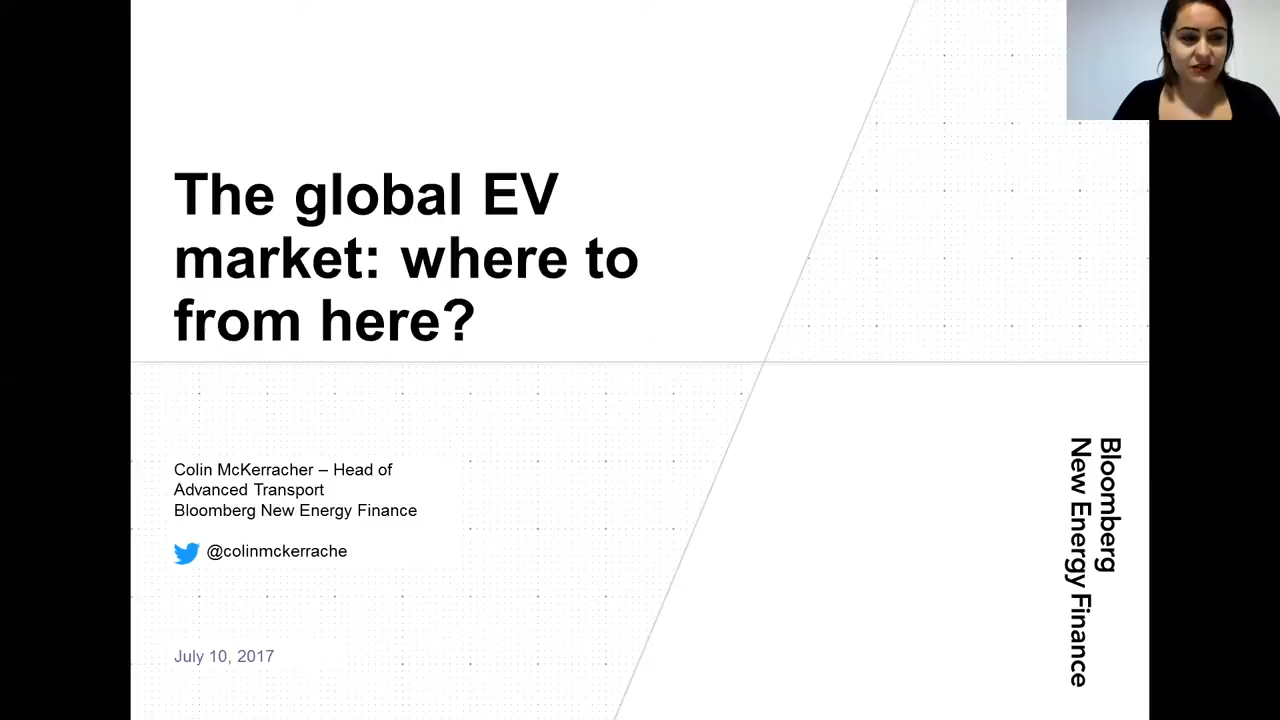 The global EV
market: where to
from here?
Colin McKerracher – Head of
Advanced Transport
Bloomberg New Energy Finance
@colinmckerrache
July 10, 2017
Bloomberg
New Energy Finance